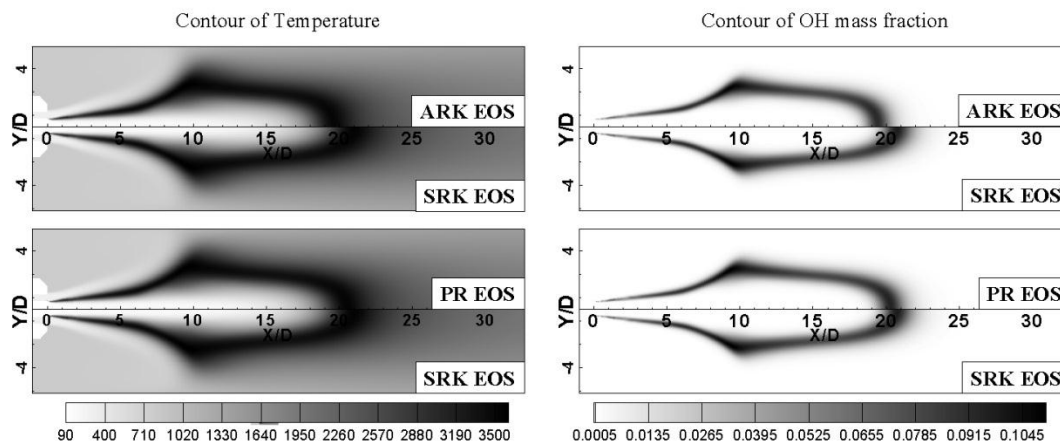 Contour of Temperature
Contour of OH mass fraction
4
Y/D
-4
0 5 10 15 20 25 30
X/D
ARK EOS
SRK EOS
4
Y/D
-4
0 5 10 15 20 25 30
X/D
ARK EOS
SRK EOS
4
Y/D
-4
0 5 10 15 20 25 30
X/D
PR EOS
SRK EOS
4
Y/D
-4
0 5 10 15 20 25 30
X/D
PR EOS
SRK EOS
90 400 710 1020 1330 1640 1950 2260 2570 2880 3190 3500
0.0005 0.0135 0.0265 0.0395 0.0525 0.0655 0.0785 0.0915 0.1045